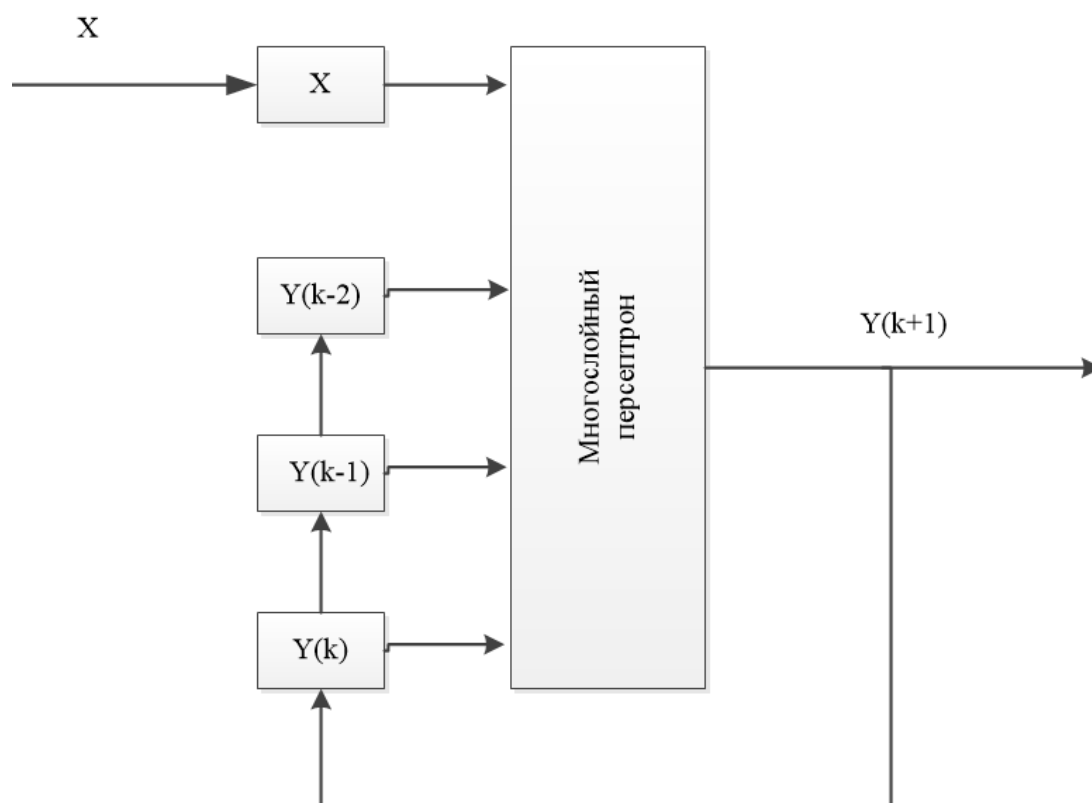 X
X
Y(k-2)
Многослойный
персептрон
Y(k+1)
Y(k-1)
Y(k)